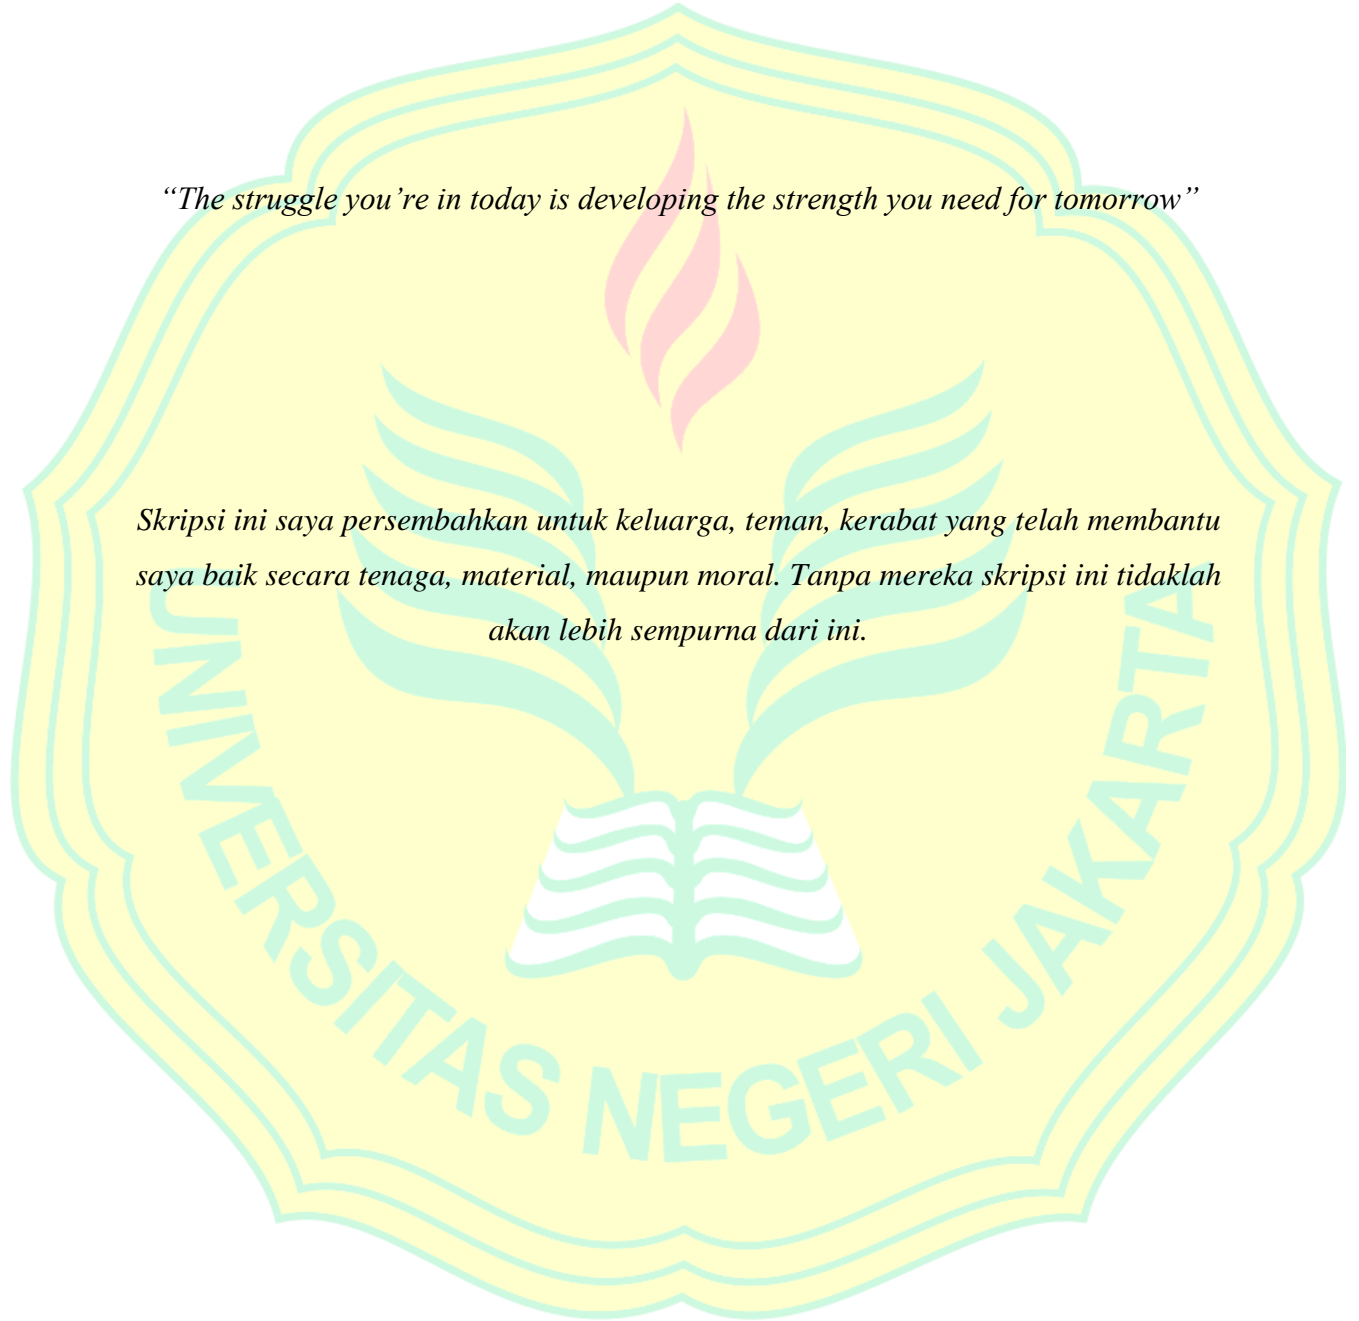 “The struggle you’re in today is developing the strength you need for tomorrow”
Skripsi ini saya persembahkan untuk keluarga, teman, kerabat yang telah membantu
saya baik secara tenaga, material, maupun moral. Tanpa mereka skripsi ini tidaklah
akan lebih sempurna dari ini.
UNIVERSITAS NEGERI JAKARTA